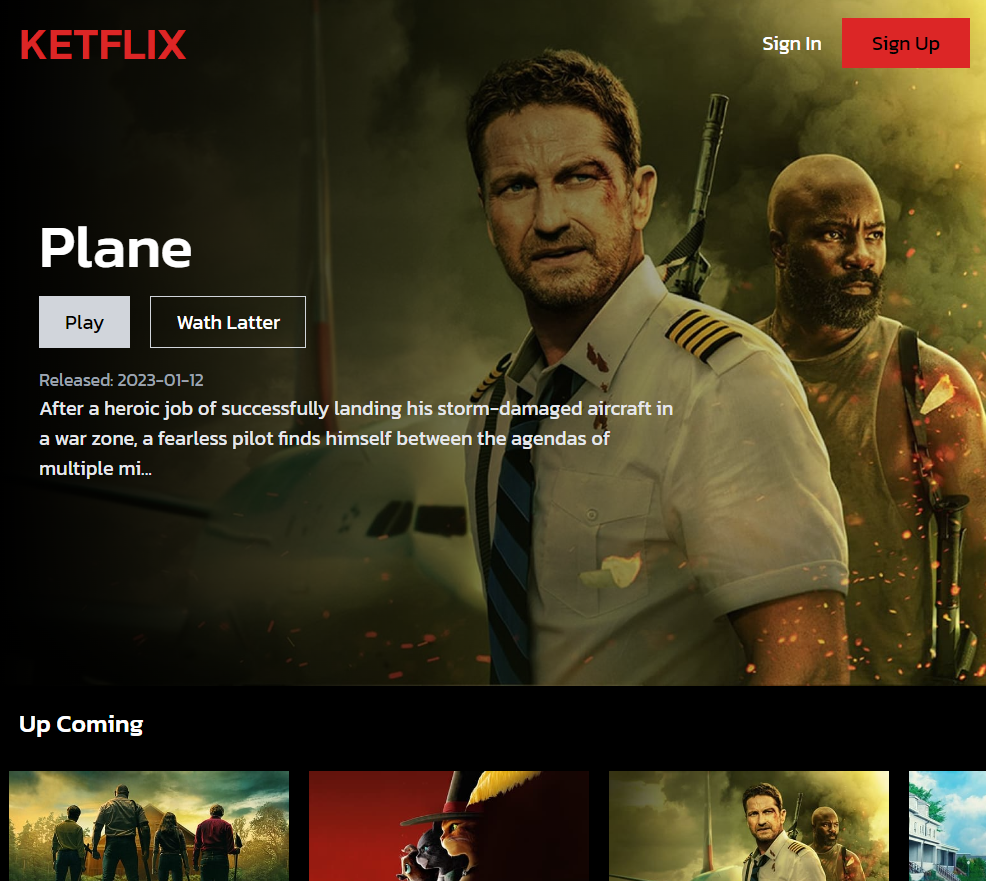 KETFLIX
Sign In
Sign Up
Plane
Play
Wath Latter
Released: 2023-01-12
After a heroic job of successfully landing his storm-damaged aircraft in
a war zone, a fearless pilot finds himself between the agendas of
multiple mi...
Up Coming